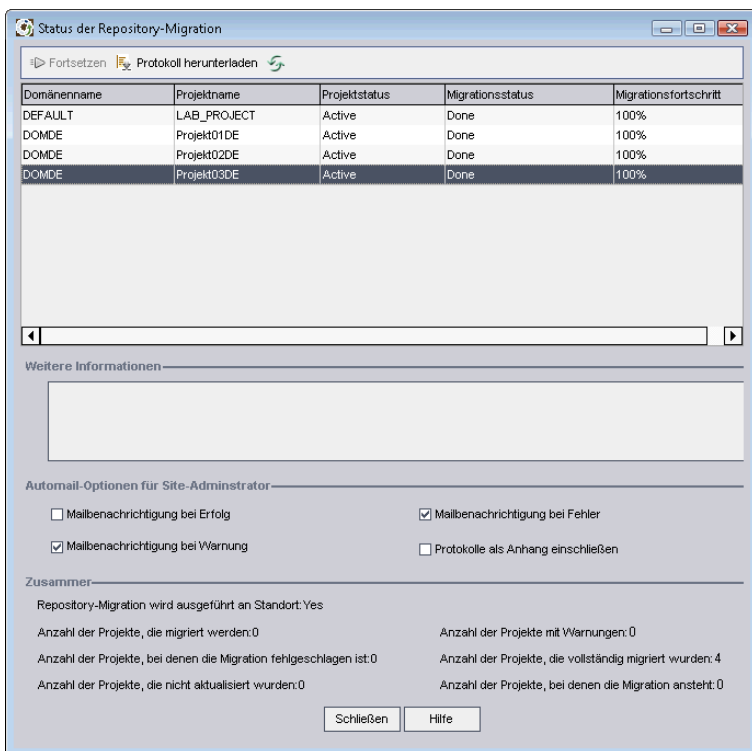 Status der Repository-Migration
Fortsetzen Protokoll herunterladen
Domänenname Projektname Projektstatus Migrationsstatus Migrationsfortschritt
DEFAULT LAB_PROJECT Active Done 100%
DOMDE Projekt01DE Active Done 100%
DOMDE Projekt02DE Active Done 100%
DOMDE Projekt03DE Active Done 100%
Weitere Informationen
Automail-Optionen für Site-Adminstrator
Mailbenachrichtigung bei Erfolg Mailbenachrichtigung bei Fehler
Mailbenachrichtigung bei Warnung Protokolle als Anhang einschließen
Zusammer
Repository-Migration wird ausgeführt an Standort:Yes
Anzahl der Projekte, die migriert werden:0 Anzahl der Projekte mit Warnungen:0
Anzahl der Projekte, bei denen die Migration fehlgeschlagen ist:0 Anzahl der Projekte, die vollständig migriert wurden:4
Anzahl der Projekte, die nicht aktualisiert wurden:0 Anzahl der Projekte, bei denen die Migration ansteht:0
Schließen Hilfe